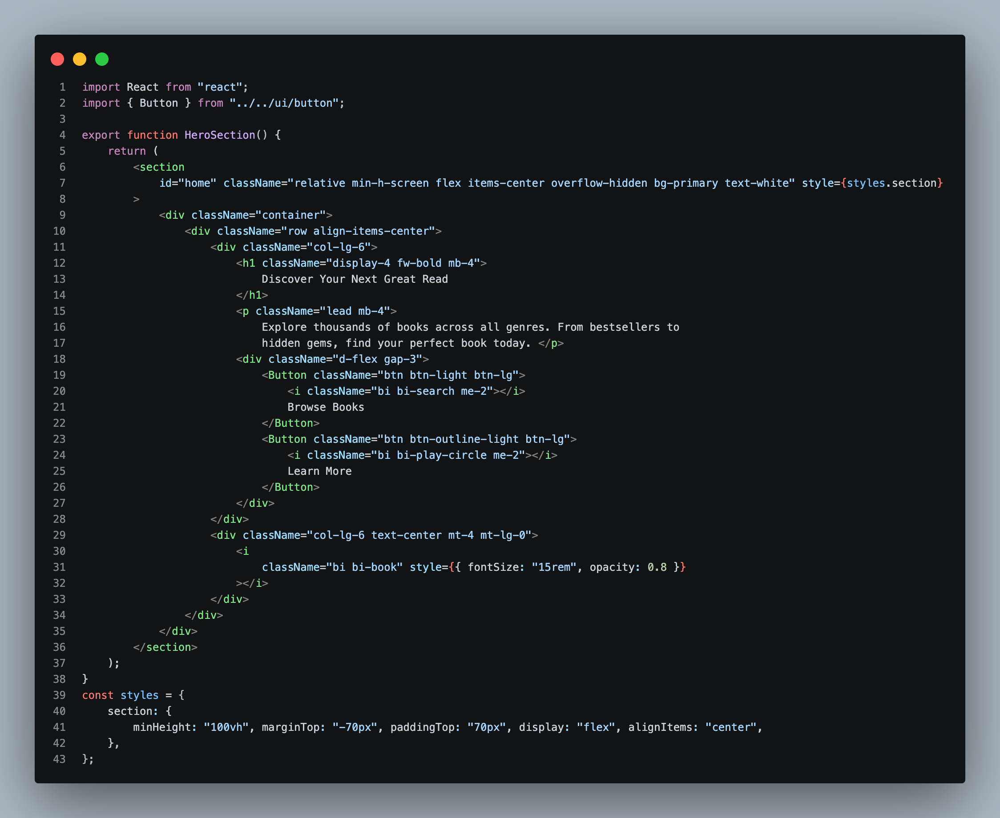 1 import React from "react";
2 import { Button } from "../../ui/button";
3
4 export function HeroSection() {
5     return (
6         <section
7             id="home" className="relative min-h-screen flex items-center overflow-hidden bg-primary text-white" style={styles.section}
8         >
9             <div className="container">
10                 <div className="row align-items-center">
11                     <div className="col-lg-6">
12                         <h1 className="display-4 fw-bold mb-4">
13                             Discover Your Next Great Read
14                         </h1>
15                         <p className="lead mb-4">
16                             Explore thousands of books across all genres. From bestsellers to
17                             hidden gems, find your perfect book today. </p>
18                         <div className="d-flex gap-3">
19                             <Button className="btn btn-light btn-lg">
20                                 <i className="bi bi-search me-2"></i>
21                                 Browse Books
22                             </Button>
23                             <Button className="btn btn-outline-light btn-lg">
24                                 <i className="bi bi-play-circle me-2"></i>
25                                 Learn More
26                             </Button>
27                         </div>
28                     </div>
29                     <div className="col-lg-6 text-center mt-4 mt-lg-0">
30                         <i
31                             className="bi bi-book" style={{ fontSize: "15rem", opacity: 0.8 }}
32                         ></i>
33                     </div>
34                 </div>
35             </div>
36         </section>
37     );
38 }
39 const styles = {
40     section: {
41         minHeight: "100vh", marginTop: "-70px", paddingTop: "70px", display: "flex", alignItems: "center",
42     },
43 };